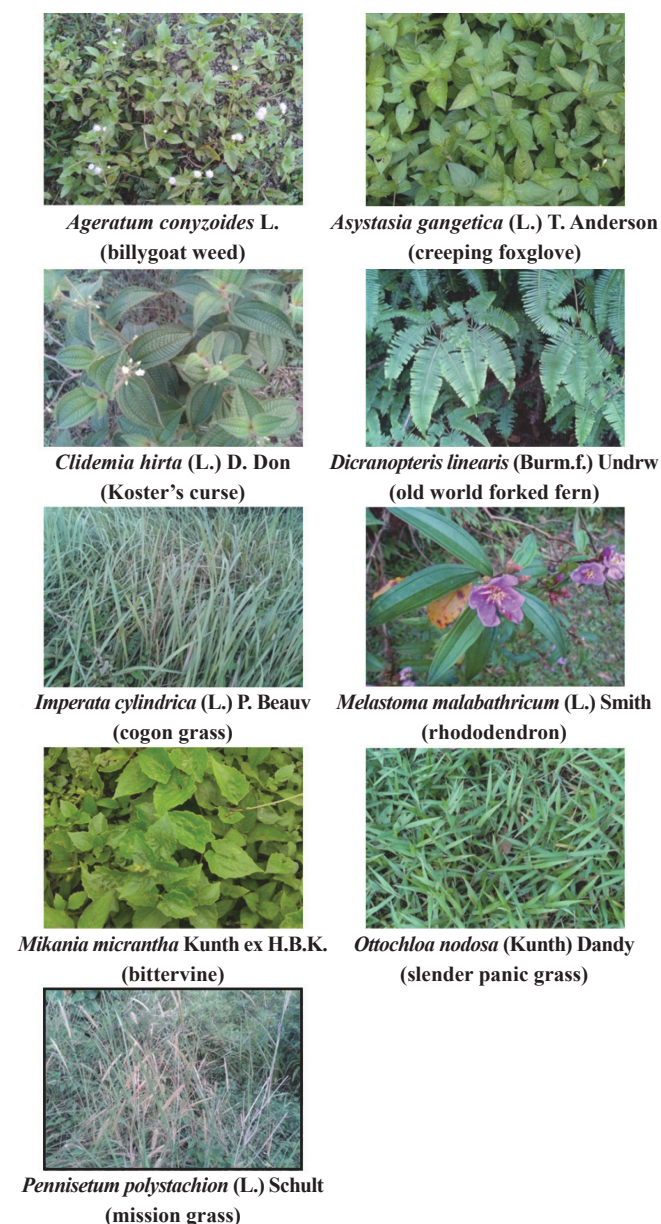 Ageratum conyzoides L.
(billygoat weed)
Asystasia gangetica (L.) T. Anderson
(creeping foxglove)
Clidemia hirta (L.) D. Don
(Koster's curse)
Dicranopteris linearis (Burm.f.) Undrw
(old world forked fern)
Imperata cylindrica (L.) P. Beauv
(cogon grass)
Melastoma malabathricum (L.) Smith
(rhododendron)
Mikania micrantha Kunth ex H.B.K.
(bittervine)
Ottochloa nodosa (Kunth) Dandy
(slender panic grass)
Pennisetum polystachion (L.) Schult
(mission grass)